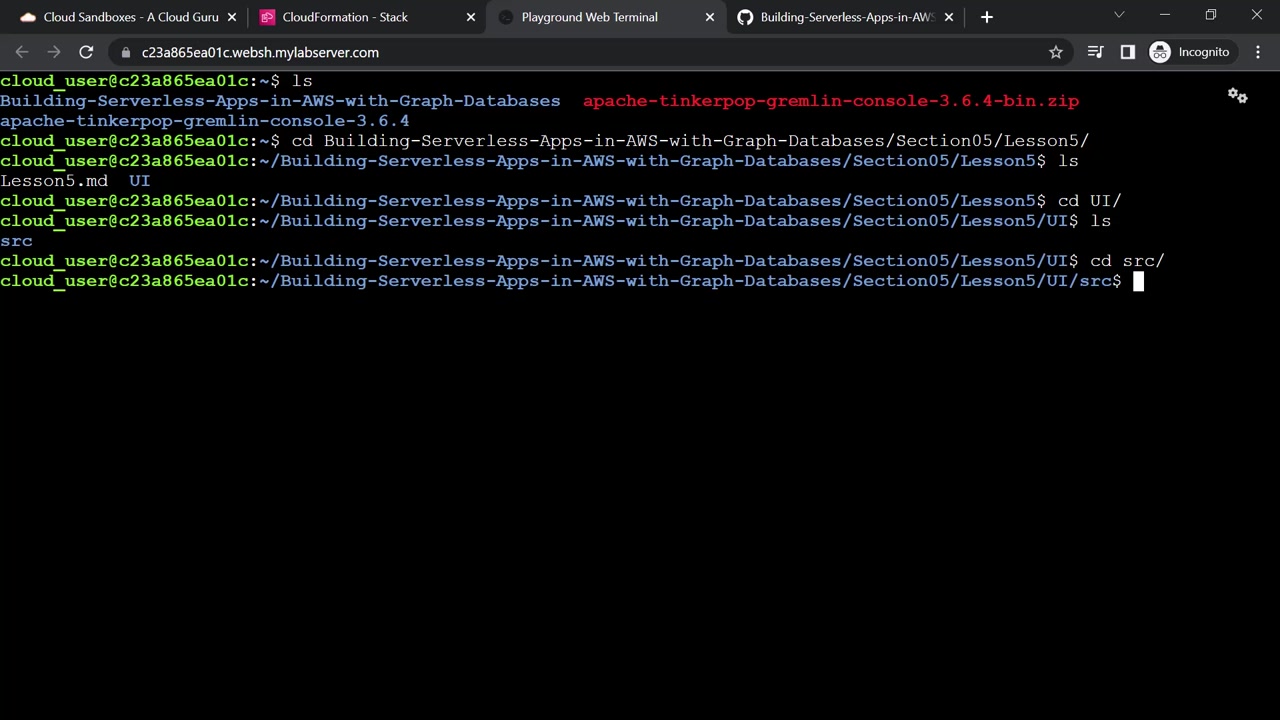 Cloud Sandboxes - A Cloud Guru
CloudFormation - Stack
Playground Web Terminal
Building-Serverless-Apps-in-AWS
c23a865ea01c.websh.mylabserver.com
Incognito
cloud_user@c23a865ea01c:~$ ls
Building-Serverless-Apps-in-AWS-with-Graph-Databases apache-tinkerpop-gremlin-console-3.6.4-bin.zip
apache-tinkerpop-gremlin-console-3.6.4
cloud_user@c23a865ea01c:~$ cd Building-Serverless-Apps-in-AWS-with-Graph-Databases/Section05/Lesson5/
cloud_user@c23a865ea01c:~/Building-Serverless-Apps-in-AWS-with-Graph-Databases/Section05/Lesson5$ ls
Lesson5.md UI
cloud_user@c23a865ea01c:~/Building-Serverless-Apps-in-AWS-with-Graph-Databases/Section05/Lesson5$ cd UI/
cloud_user@c23a865ea01c:~/Building-Serverless-Apps-in-AWS-with-Graph-Databases/Section05/Lesson5/UI$ ls
src
cloud_user@c23a865ea01c:~/Building-Serverless-Apps-in-AWS-with-Graph-Databases/Section05/Lesson5/UI$ cd src/
cloud_user@c23a865ea01c:~/Building-Serverless-Apps-in-AWS-with-Graph-Databases/Section05/Lesson5/UI/src$